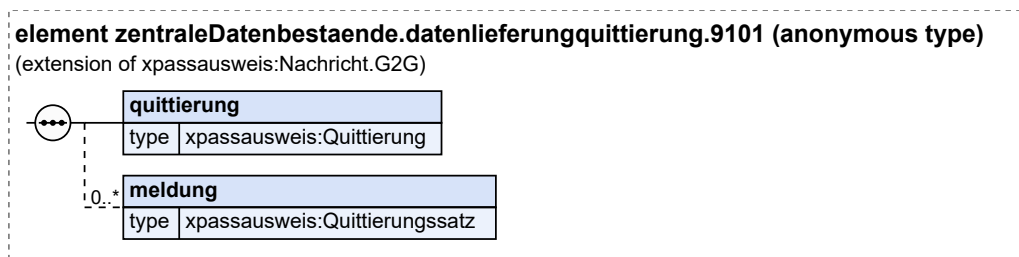 element zentraleDatenbestaende.datenlieferungquittierung.9101 (anonymous type)
(extension of xpassausweis:Nachricht.G2G)
quittierung
type xpassausweis:Quittierung
0..* meldung
type xpassausweis:Quittierungssatz